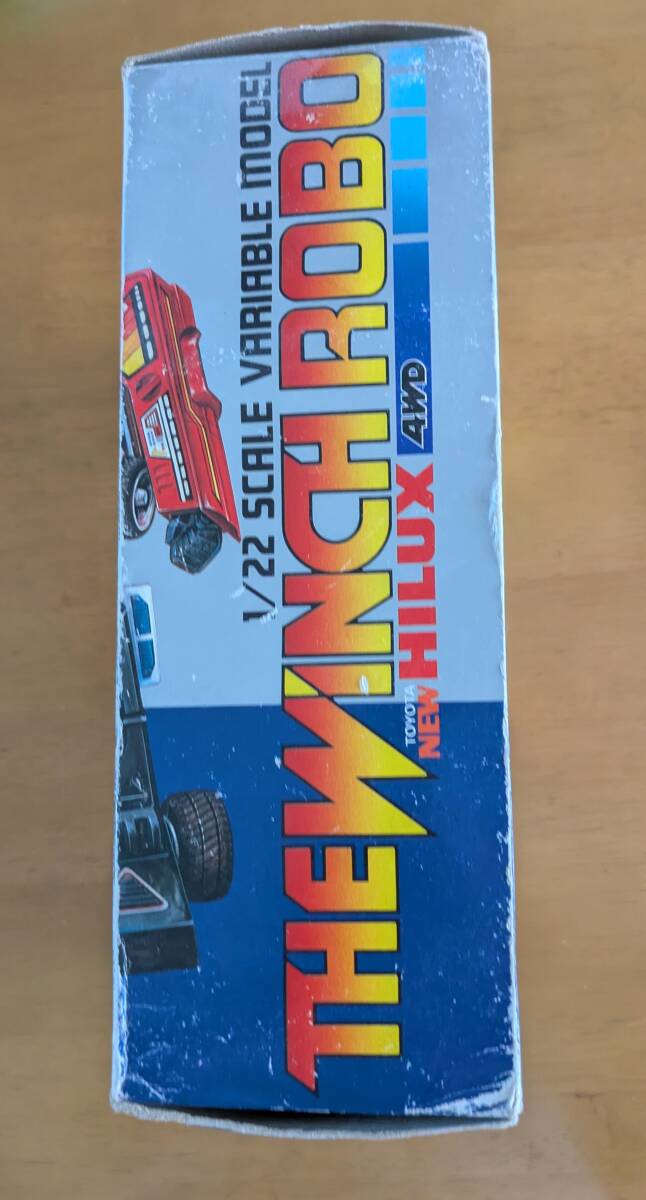 1/22 SCALE VARIABLE MODEL
THE WINCH ROBO
TOYOTA
NEW HILUX 4WD